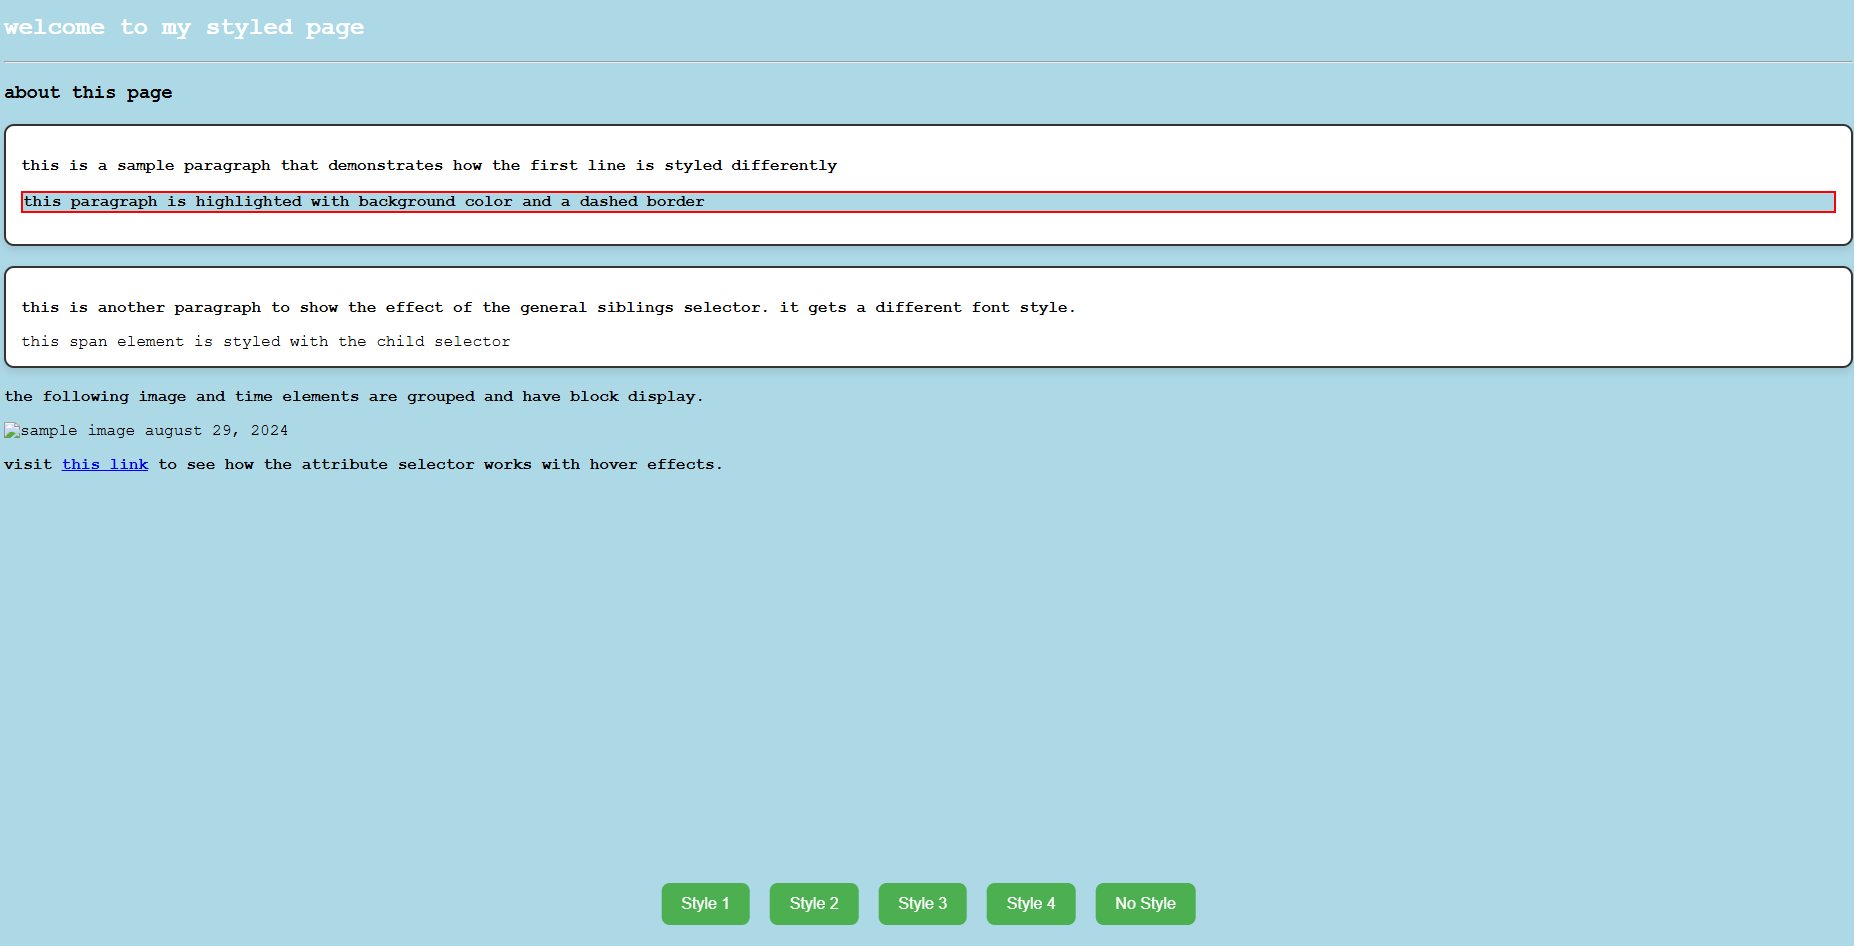 welcome to my styled page
about this page
this is a sample paragraph that demonstrates how the first line is styled differently
this paragraph is highlighted with background color and a dashed border
this is another paragraph to show the effect of the general siblings selector. it gets a different font style.
this span element is styled with the child selector
the following image and time elements are grouped and have block display.
sample image august 29, 2024
visit this link to see how the attribute selector works with hover effects.
Style 1 Style 2 Style 3 Style 4 No Style